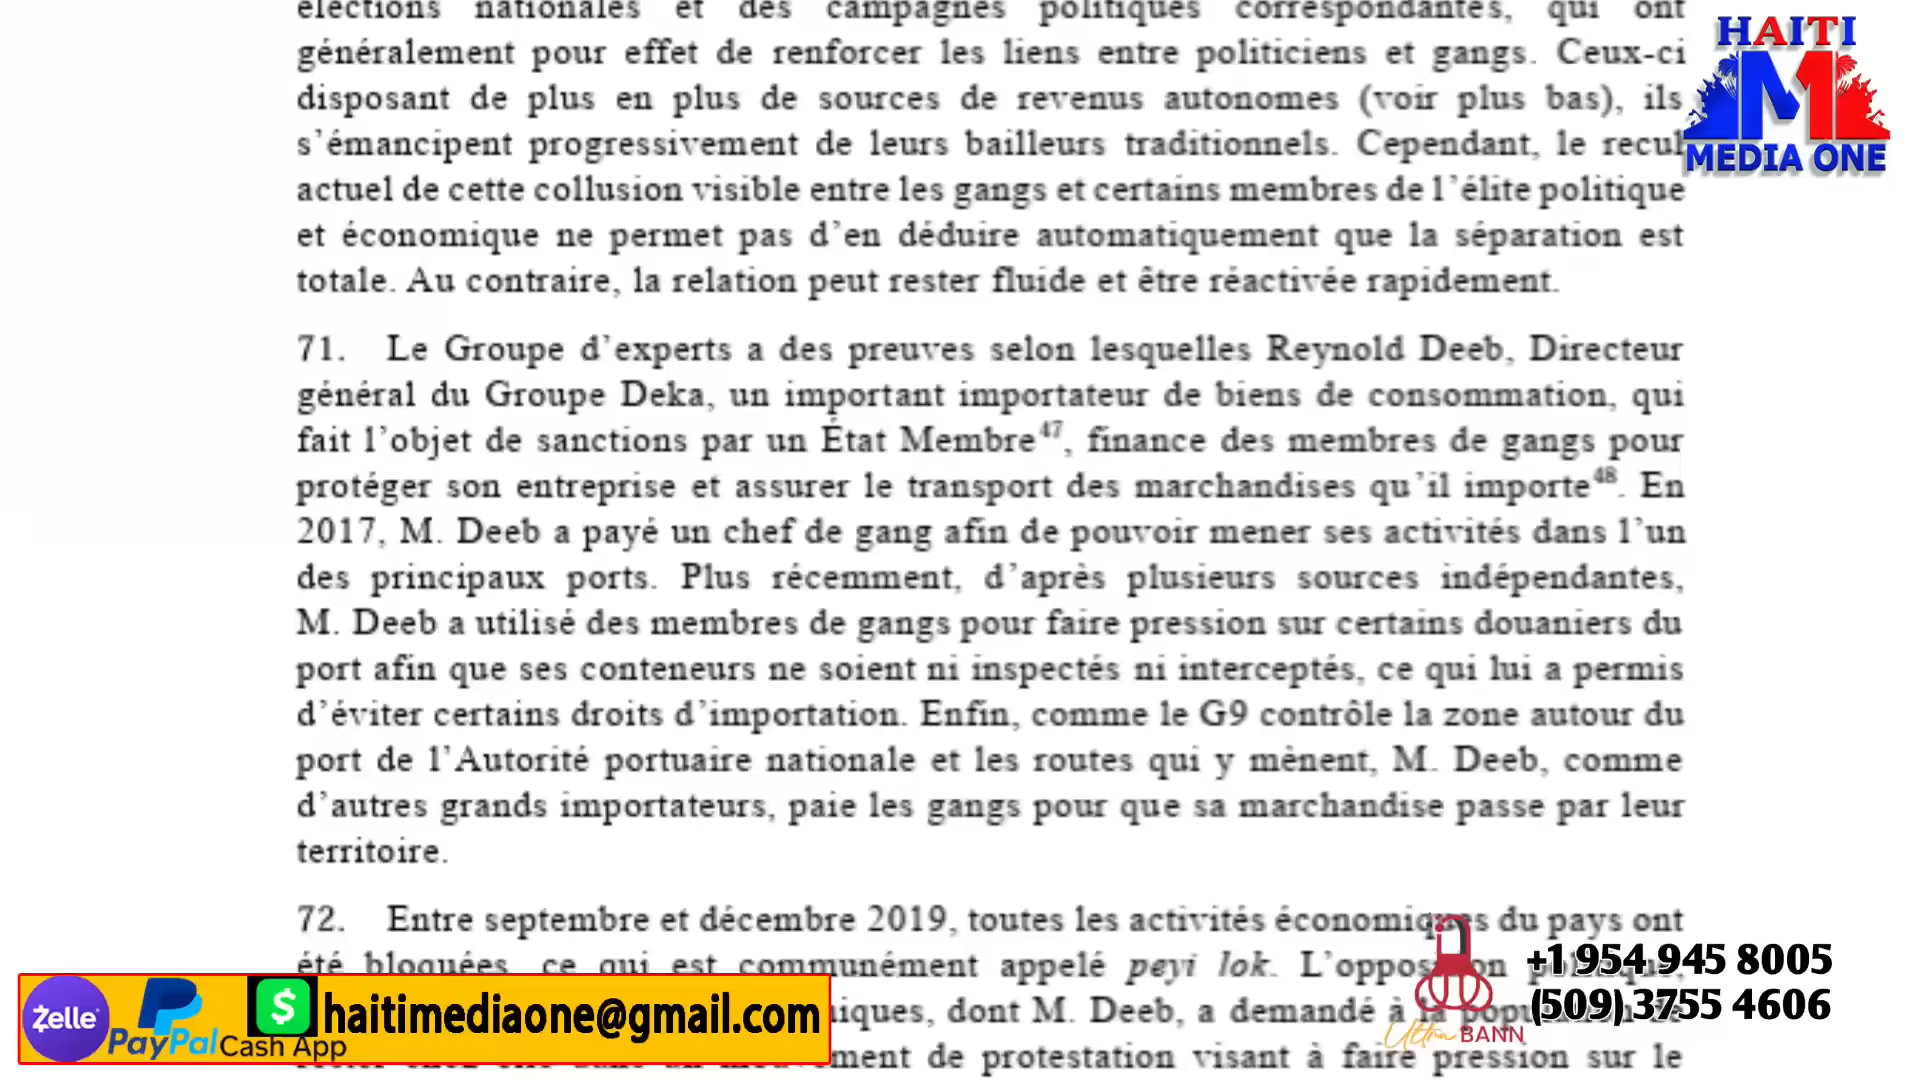 élections nationales et des campagnes politiques correspondantes, qui ont
généralement pour effet de renforcer les liens entre politiciens et gangs. Ceux-ci
disposant de plus en plus de sources de revenus autonomes (voir plus bas), ils
s'émancipent progressivement de leurs bailleurs traditionnels. Cependant, le recul
actuel de cette collusion visible entre les gangs et certains membres de l'élite politique
et économique ne permet pas d'en déduire automatiquement que la séparation est
totale. Au contraire, la relation peut rester fluide et être réactivée rapidement.
71. Le Groupe d'experts a des preuves selon lesquelles Reynold Deeb, Directeur
général du Groupe Deka, un important importateur de biens de consommation, qui
fait l'objet de sanctions par un État Membre47, finance des membres de gangs pour
protéger son entreprise et assurer le transport des marchandises qu'il importe48. En
2017, M. Deeb a payé un chef de gang afin de pouvoir mener ses activités dans l'un
des principaux ports. Plus récemment, d'après plusieurs sources indépendantes,
M. Deeb a utilisé des membres de gangs pour faire pression sur certains douaniers du
port afin que ses conteneurs ne soient ni inspectés ni interceptés, ce qui lui a permis
d'éviter certains droits d'importation. Enfin, comme le G9 contrôle la zone autour du
port de l'Autorité portuaire nationale et les routes qui y mènent, M. Deeb, comme
d'autres grands importateurs, paie les gangs pour que sa marchandise passe par leur
territoire.
72. Entre septembre et décembre 2019, toutes les activités économiques du pays ont
été bloquées, ce qui est communément appelé peyi lok. L'opposition
iques, dont M. Deeb, a demandé à la
ment de protestation visant à faire pression sur le
HAITI
M
MEDIA ONE
Zelle
PayPal
$
Cash App
haitimediaone@gmail.com
Ultra BANN
+1 954 945 8005
(509) 3755 4606